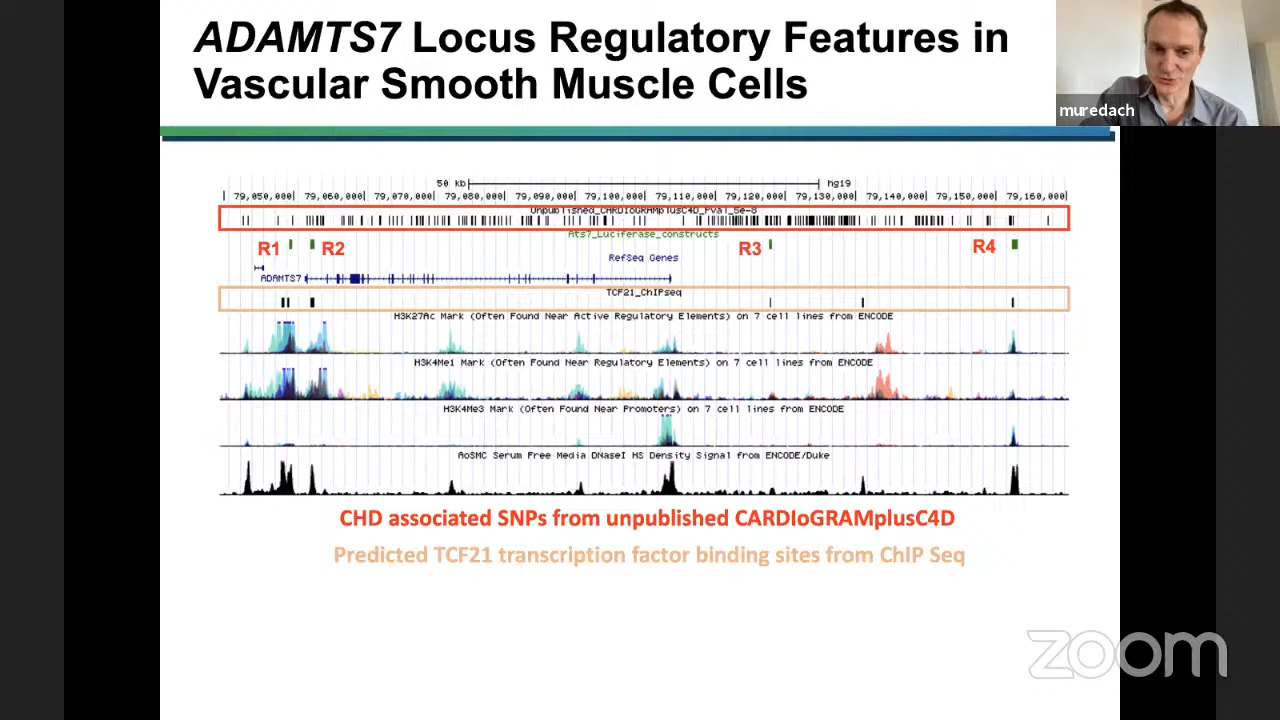 ADAMTS7 Locus Regulatory Features in
Vascular Smooth Muscle Cells
muredach
50 kb hg19
79,050,000 79,060,000 79,070,000 79,080,000 79,090,000 79,100,000 79,110,000 79,120,000 79,130,000 79,140,000 79,150,000 79,160,000
Unpublished_CARDIoGRAMplusC4D_Pval_5e-8
Ats7_Luciferase_constructs
R1 R2 R3 R4
RefSeq Genes
ADAMTS7
TCF21_ChIPseq
H3K27Ac Mark (Often Found Near Active Regulatory Elements) on 7 cell lines from ENCODE
H3K4Me1 Mark (Often Found Near Regulatory Elements) on 7 cell lines from ENCODE
H3K4Me3 Mark (Often Found Near Promoters) on 7 cell lines from ENCODE
AoSMC Serum Free Media DNaseI HS Density Signal from ENCODE/Duke
CHD associated SNPs from unpublished CARDIoGRAMplusC4D
Predicted TCF21 transcription factor binding sites from ChIP Seq
zoom